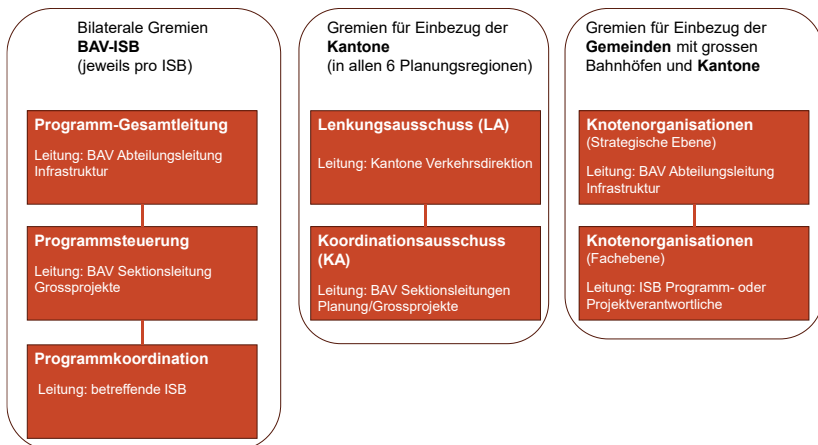 Bilaterale Gremien
BAV-ISB
(jeweils pro ISB)
Programm-Gesamtleitung
Leitung: BAV Abteilungsleitung
Infrastruktur
Programmsteuerung
Leitung: BAV Sektionsleitung
Grossprojekte
Programmkoordination
Leitung: betreffende ISB
Gremien für Einbezug der
Kantone
(in allen 6 Planungsregionen)
Lenkungsausschuss (LA)
Leitung: Kantone Verkehrsdirektion
Koordinationsausschuss
(KA)
Leitung: BAV Sektionsleitungen
Planung/Grossprojekte
Gremien für Einbezug der
Gemeinden mit grossen
Bahnhöfen und Kantone
Knotenorganisationen
(Strategische Ebene)
Leitung: BAV Abteilungsleitung
Infrastruktur
Knotenorganisationen
(Fachebene)
Leitung: ISB Programm- oder
Projektverantwortliche